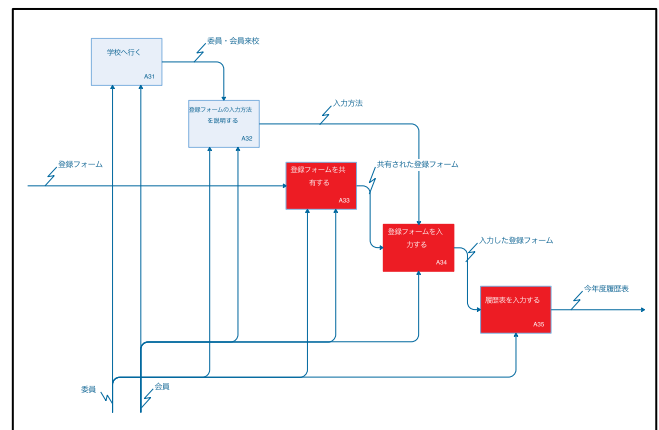 委員・会員来校
学校へ行く
A31
入力方法
登録フォームの入力方法
を説明する
A32
登録フォーム
共有された登録フォーム
登録フォームを共
有する
A33
登録フォームを入
力する
A34
入力した登録フォーム
今年度履歴表
履歴表を入力する
A35
委員
会員